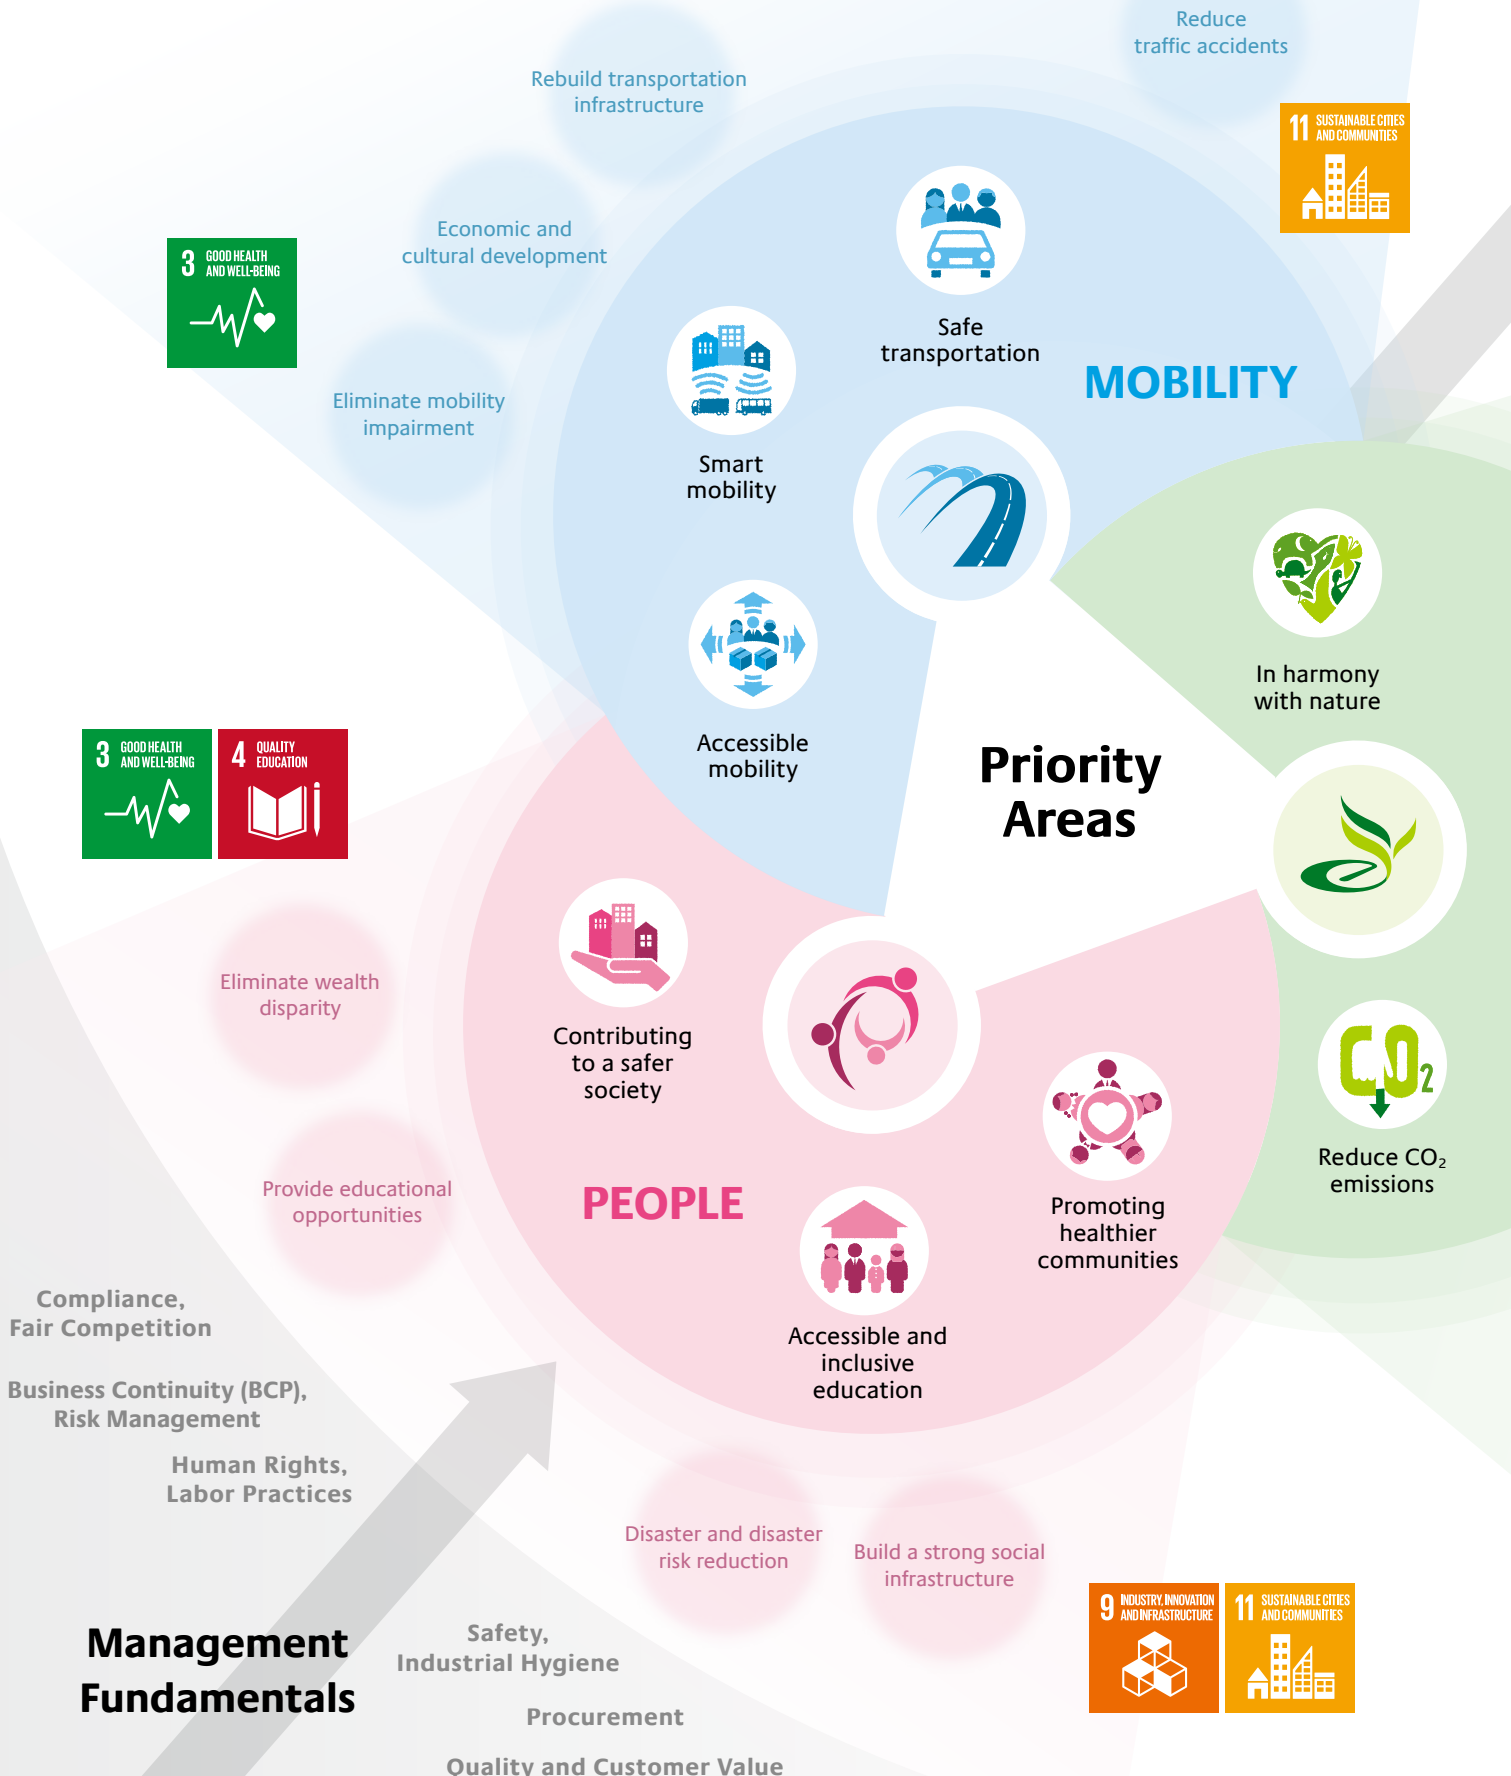 Reduce
traffic accidents
Rebuild transportation
infrastructure
11 SUSTAINABLE CITIES
AND COMMUNITIES
Economic and
cultural development
3 GOOD HEALTH
AND WELL-BEING
Safe
transportation
MOBILITY
Eliminate mobility
impairment
Smart
mobility
In harmony
with nature
Accessible
mobility
Priority
Areas
3 GOOD HEALTH
AND WELL-BEING
4 QUALITY
EDUCATION
Eliminate wealth
disparity
Contributing
to a safer
society
CO2
Reduce CO₂
emissions
Provide educational
opportunities
PEOPLE
Promoting
healthier
communities
Accessible and
inclusive
education
Compliance,
Fair Competition
Business Continuity (BCP),
Risk Management
Human Rights,
Labor Practices
Disaster and disaster
risk reduction
Build a strong social
infrastructure
9 INDUSTRY, INNOVATION
AND INFRASTRUCTURE
11 SUSTAINABLE CITIES
AND COMMUNITIES
Management
Fundamentals
Safety,
Industrial Hygiene
Procurement
Quality and Customer Value